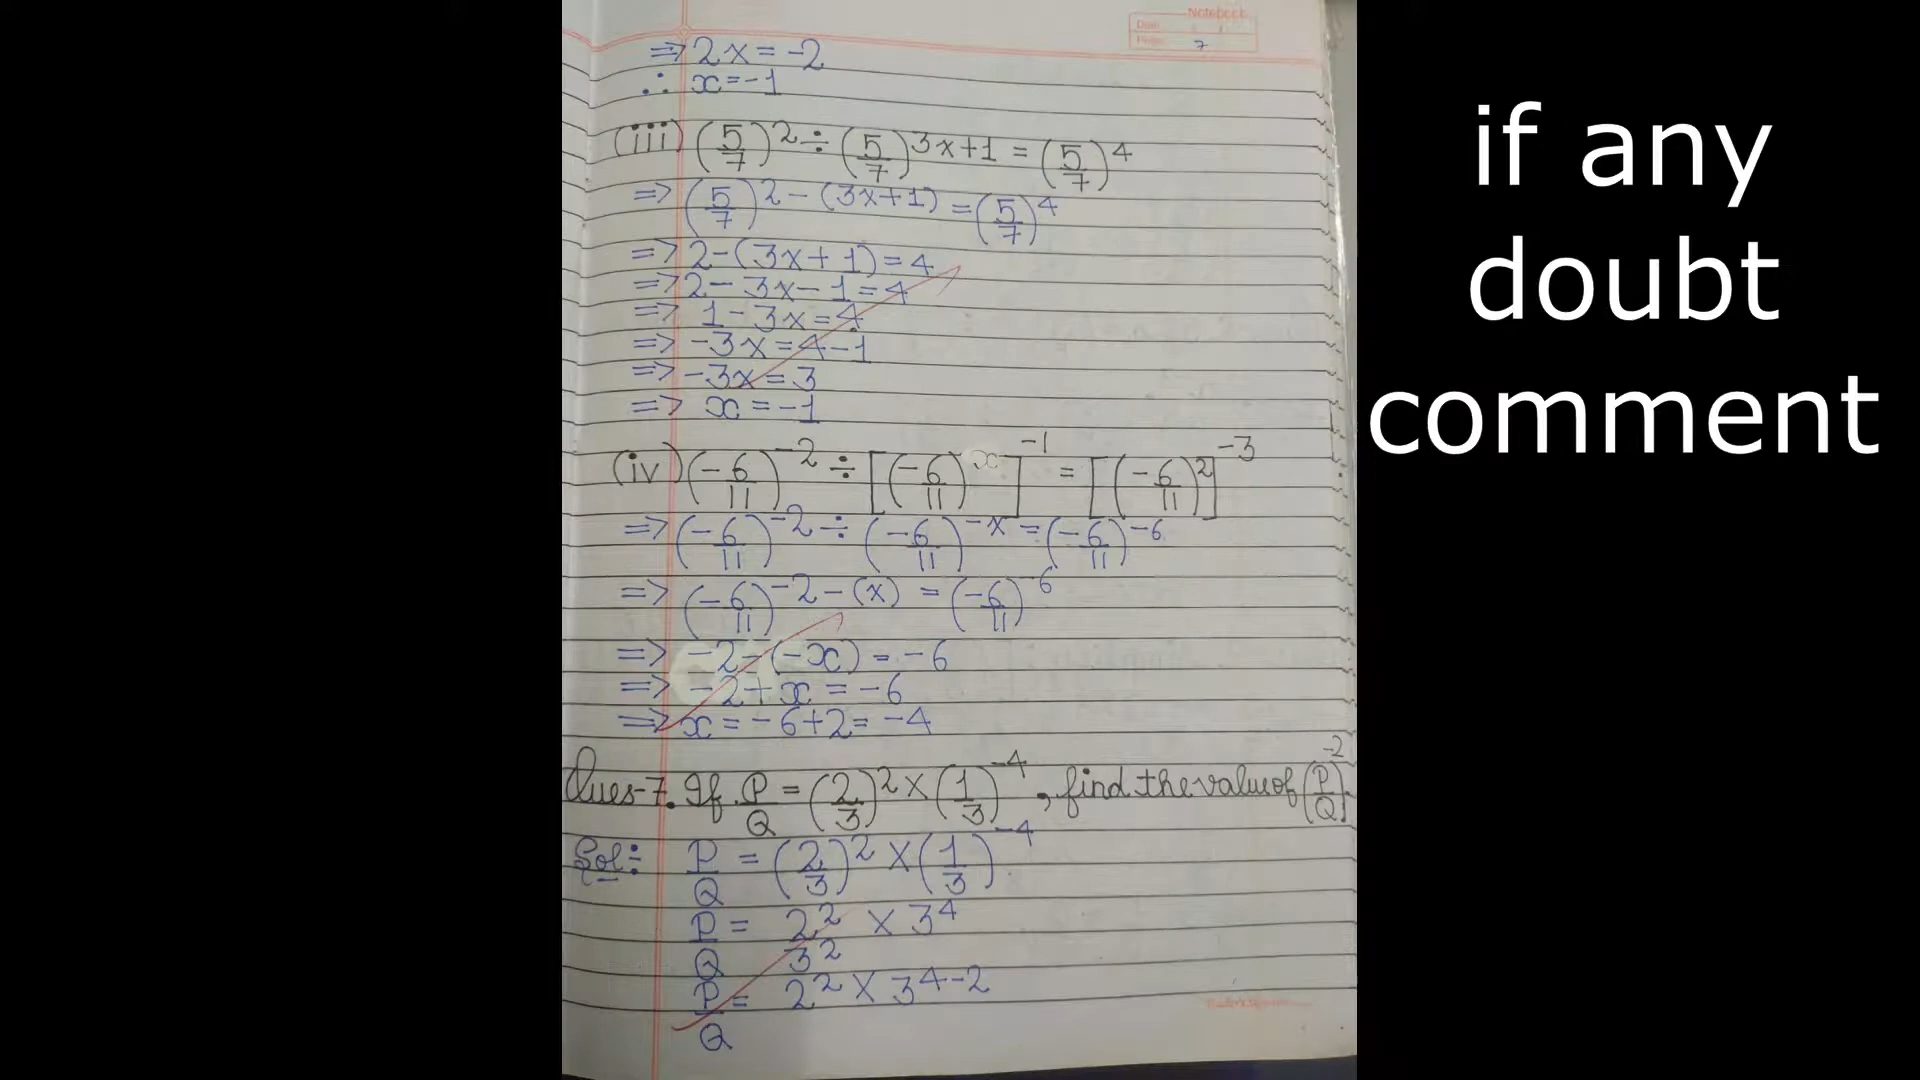 Notebook
Date
Page 7
⇒ 2x = -2
∴ x = -1
(iii) (5/7)^2 ÷ (5/7)^3x+1 = (5/7)^4
⇒ (5/7)^2-(3x+1) = (5/7)^4
⇒ 2-(3x+1) = 4
⇒ 2-3x-1 = 4
⇒ 1-3x = 4
⇒ -3x = 4-1
⇒ -3x = 3
⇒ x = -1
(iv) (-6/11)^-2 ÷ [(-6/11)^x]^-1 = [(-6/11)^2]^-3
⇒ (-6/11)^-2 ÷ (-6/11)^-x = (-6/11)^-6
⇒ (-6/11)^-2-(x) = (-6/11)^-6
⇒ -2-(-x) = -6
⇒ -2+x = -6
⇒ x = -6+2 = -4
Ques-7. If P/Q = (2/3)^2 × (1/3)^-4, find the value of (P/Q)^-2
Sol:- P/Q = (2/3)^2 × (1/3)^-4
P/Q = 2^2/3^2 × 3^4
P/Q = 2^2 × 3^4-2
if any
doubt
comment